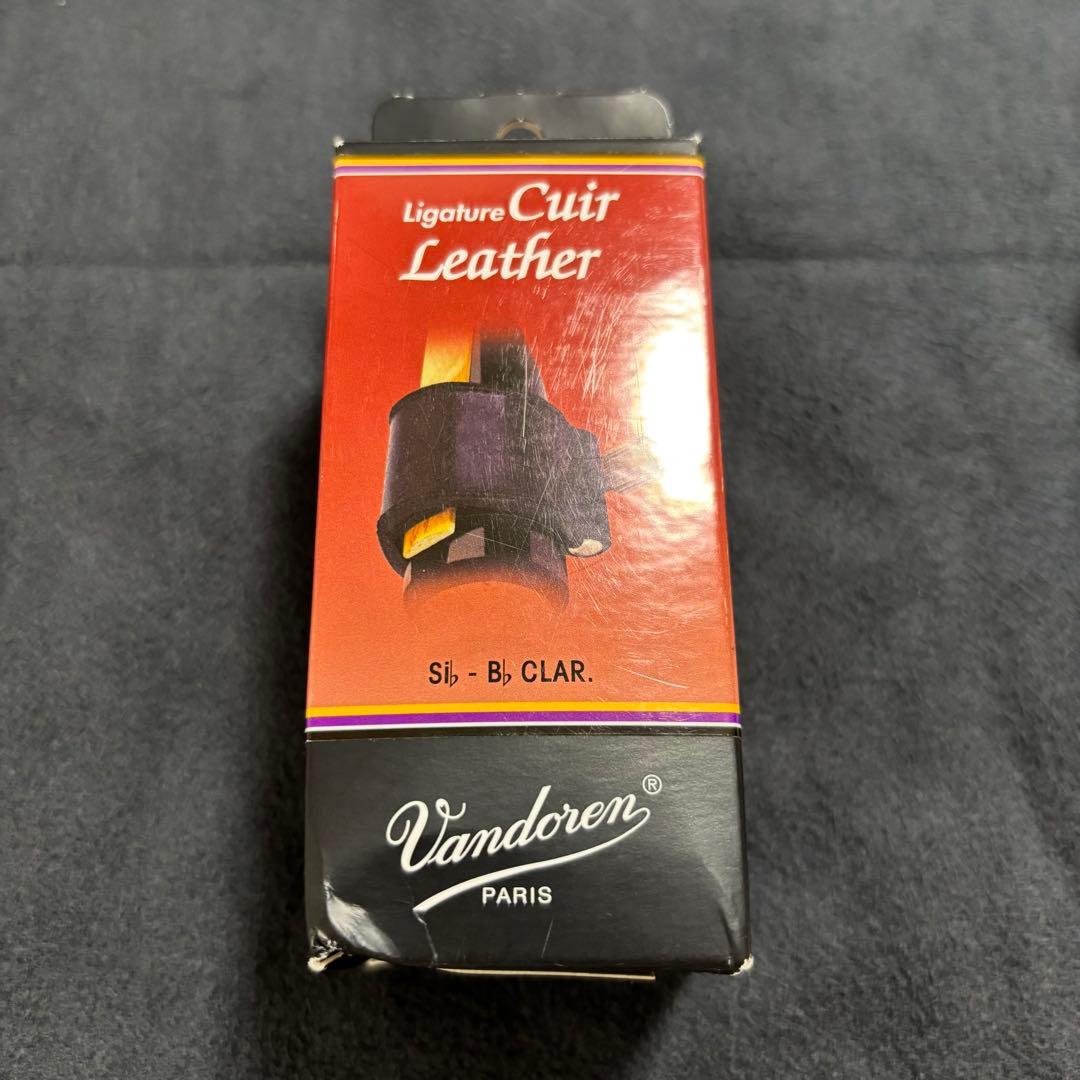 Ligature Cuir
Leather
Si♭ - B♭ CLAR.
Vandoren®
PARIS